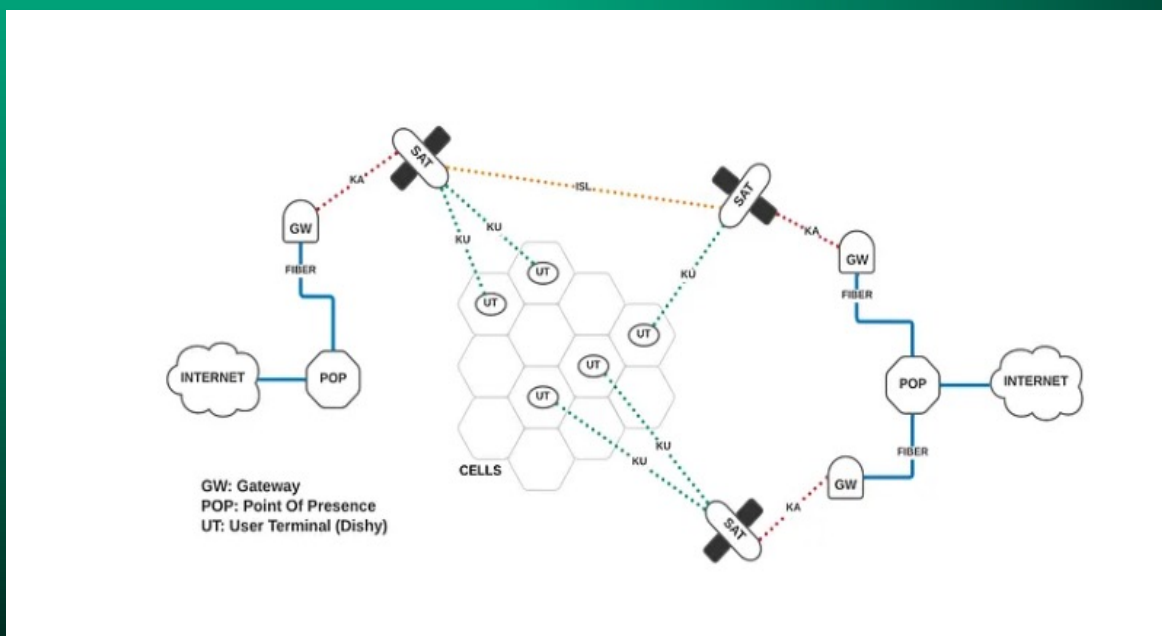 SAT
KA
ISL
SAT
GW
KU
KU
KA
GW
FIBER
UT
UT
KU
FIBER
UT
UT
INTERNET
POP
UT
POP
INTERNET
KU
KU
FIBER
CELLS
GW
GW: Gateway
POP: Point Of Presence
UT: User Terminal (Dishy)
KA
SAT